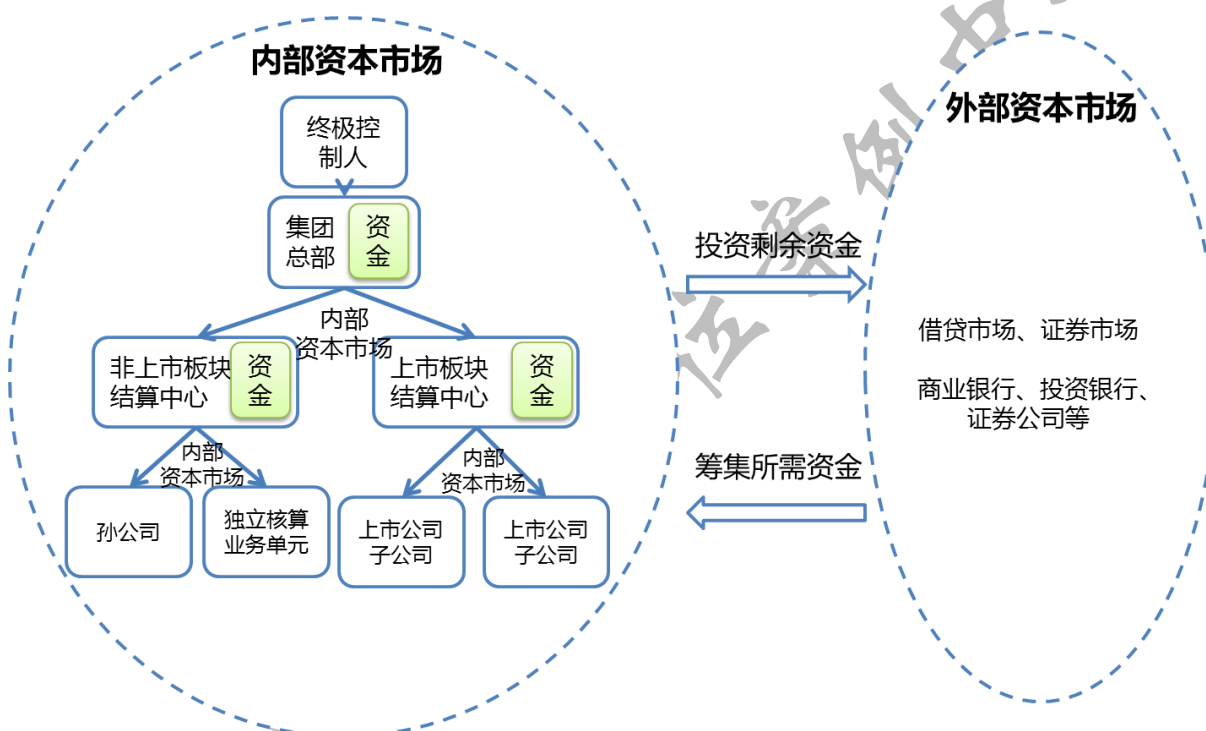 内部资本市场
外部资本市场
终极控
制人
集团
总部
资
金
投资剩余资金
内部
资本市场
非上市板块
结算中心
资
金
上市板块
结算中心
资
金
借贷市场、证券市场
商业银行、投资银行、
证券公司等
内部
资本市场
内部
资本市场
筹集所需资金
孙公司
独立核算
业务单元
上市公司
子公司
上市公司
子公司
位案例中